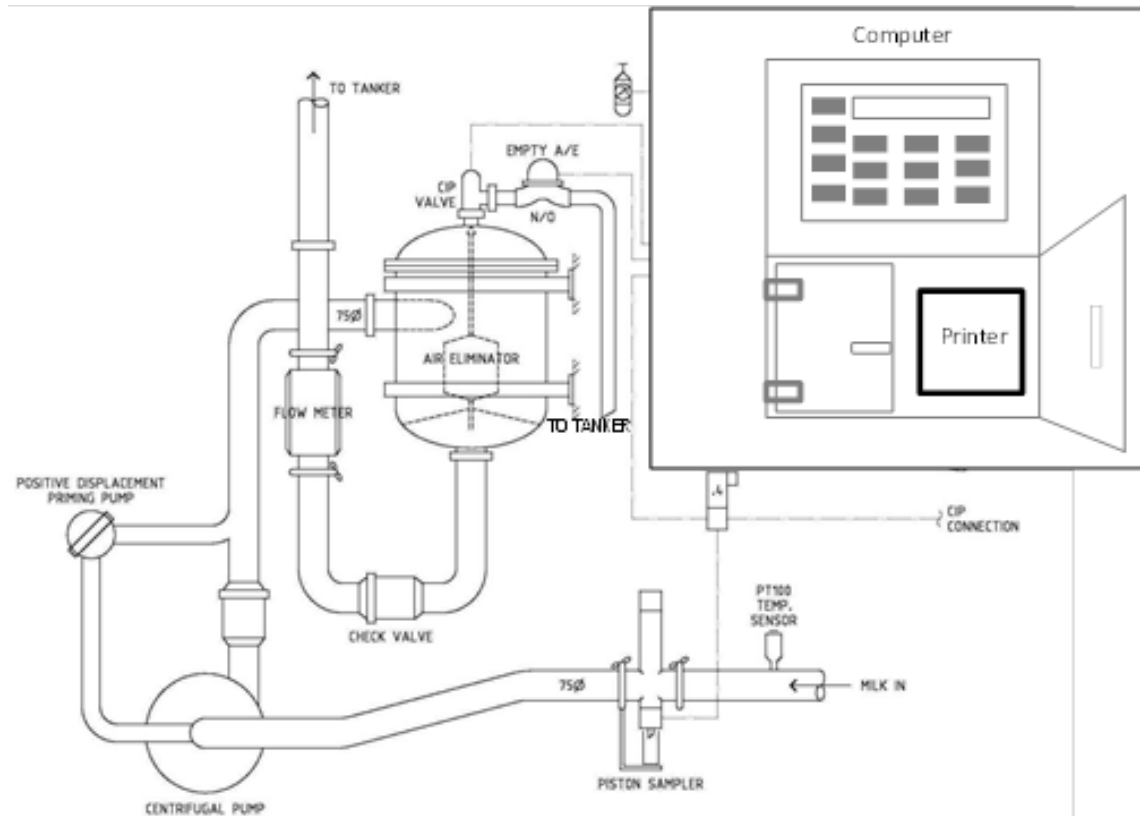 Computer
TO TANKER
EMPTY A/E
CIP
VALVE
N/O
75Ø
AIR ELIMINATOR
Printer
FLOW METER
TO TANKER
POSITIVE DISPLACEMENT
PRIMING PUMP
.4
CIP
CONNECTION
PT100
TEMP.
SENSOR
CHECK VALVE
75Ø
MILK IN
PISTON SAMPLER
CENTRIFUGAL PUMP